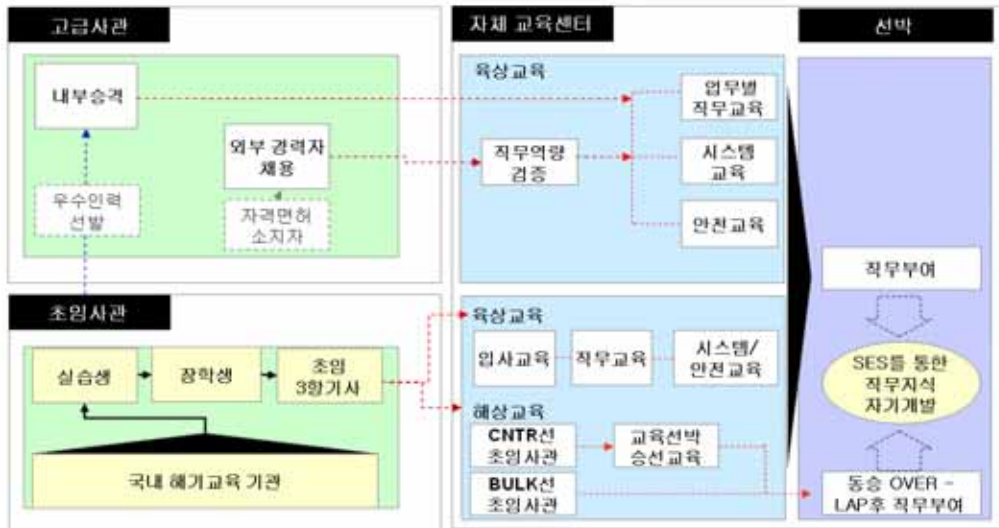 고급사관
내부승격
외부 경력자
채용
우수인력
선발
자격면허
소지자
초임사관
실습생
장학생
초임
3항기사
국내 해기교육 기관
자체 교육센터
육상교육
직무역량
검증
업무별
직무교육
시스템
교육
안전교육
육상교육
입사교육
직무교육
시스템/
안전교육
해상교육
CNTR선
초임사관
교육선박
승선교육
BULK선
초임사관
선박
직무부여
SES를 통한
직무지식
자기개발
동승 OVER -
LAP후 직무부여